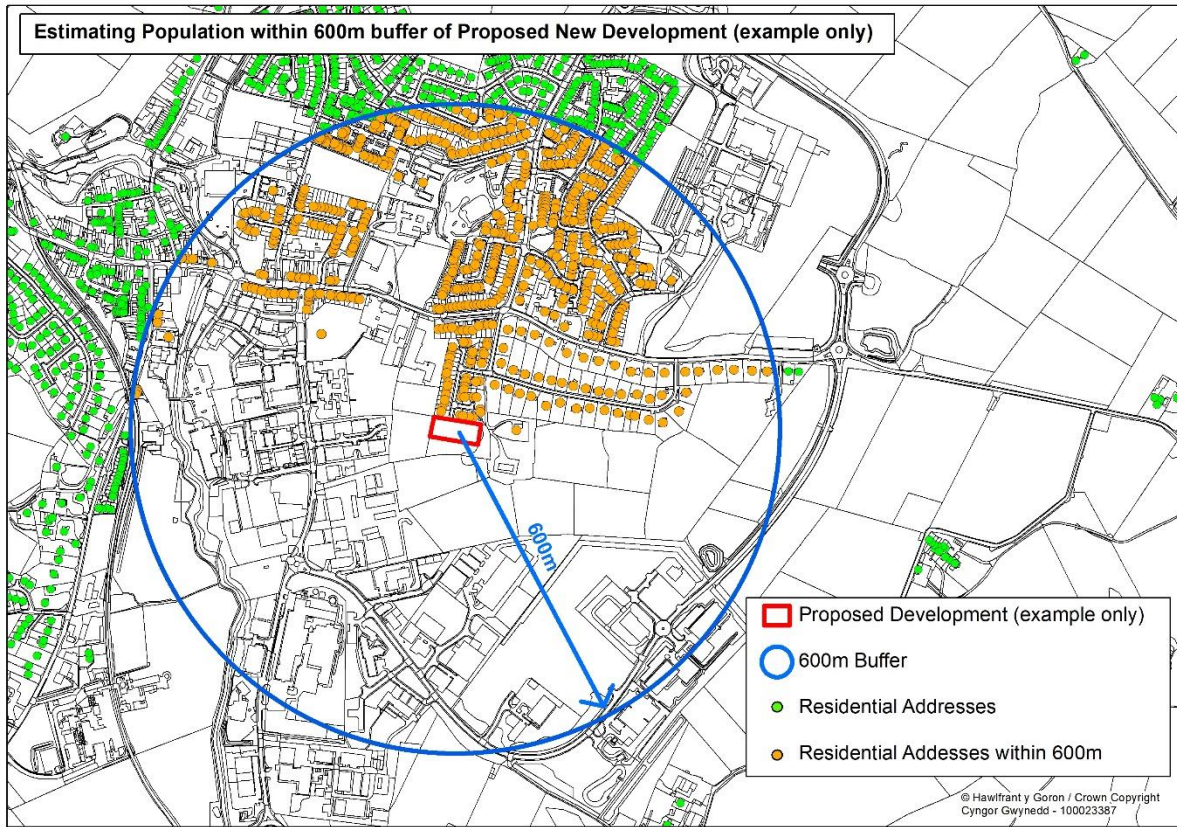 Estimating Population within 600m buffer of Proposed New Development (example only)
600m
Proposed Development (example only)
600m Buffer
Residential Addresses
Residential Addesses within 600m
© Hawlfraint y Goron / Crown Copyright
Cyngor Gwynedd - 100023387